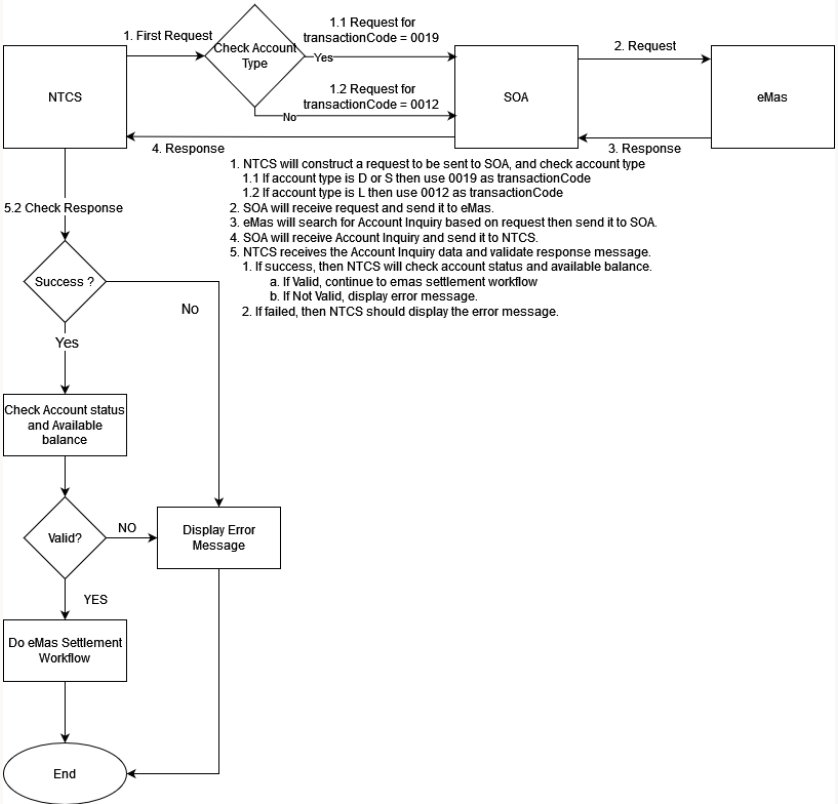 1. First Request
Check Account
Type
1.1 Request for
transactionCode = 0019
Yes
1.2 Request for
transactionCode = 0012
No
2. Request
NTCS
SOA
eMas
4. Response
3. Response
1. NTCS will construct a request to be sent to SOA, and check account type
1.1 If account type is D or S then use 0019 as transactionCode
1.2 If account type is L then use 0012 as transactionCode
2. SOA will receive request and send it to eMas.
3. eMas will search for Account Inquiry based on request then send it to SOA.
4. SOA will receive Account Inquiry and send it to NTCS.
5. NTCS receives the Account Inquiry data and validate response message.
1. If success, then NTCS will check account status and available balance.
a. If Valid, continue to emas settlement workflow
b. If Not Valid, display error message.
2. If failed, then NTCS should display the error message.
5.2 Check Response
Success ?
No
Yes
Check Account status
and Available
balance
Valid?
NO
Display Error
Message
YES
Do eMas Settlement
Workflow
End